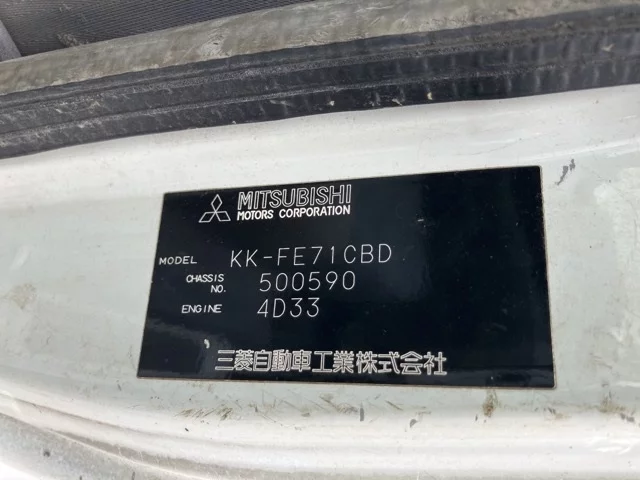 MITSUBISHI
MOTORS CORPORATION
MODEL KK-FE71CBD
CHASSIS NO. 500590
ENGINE 4D33
三菱自動車工業株式会社